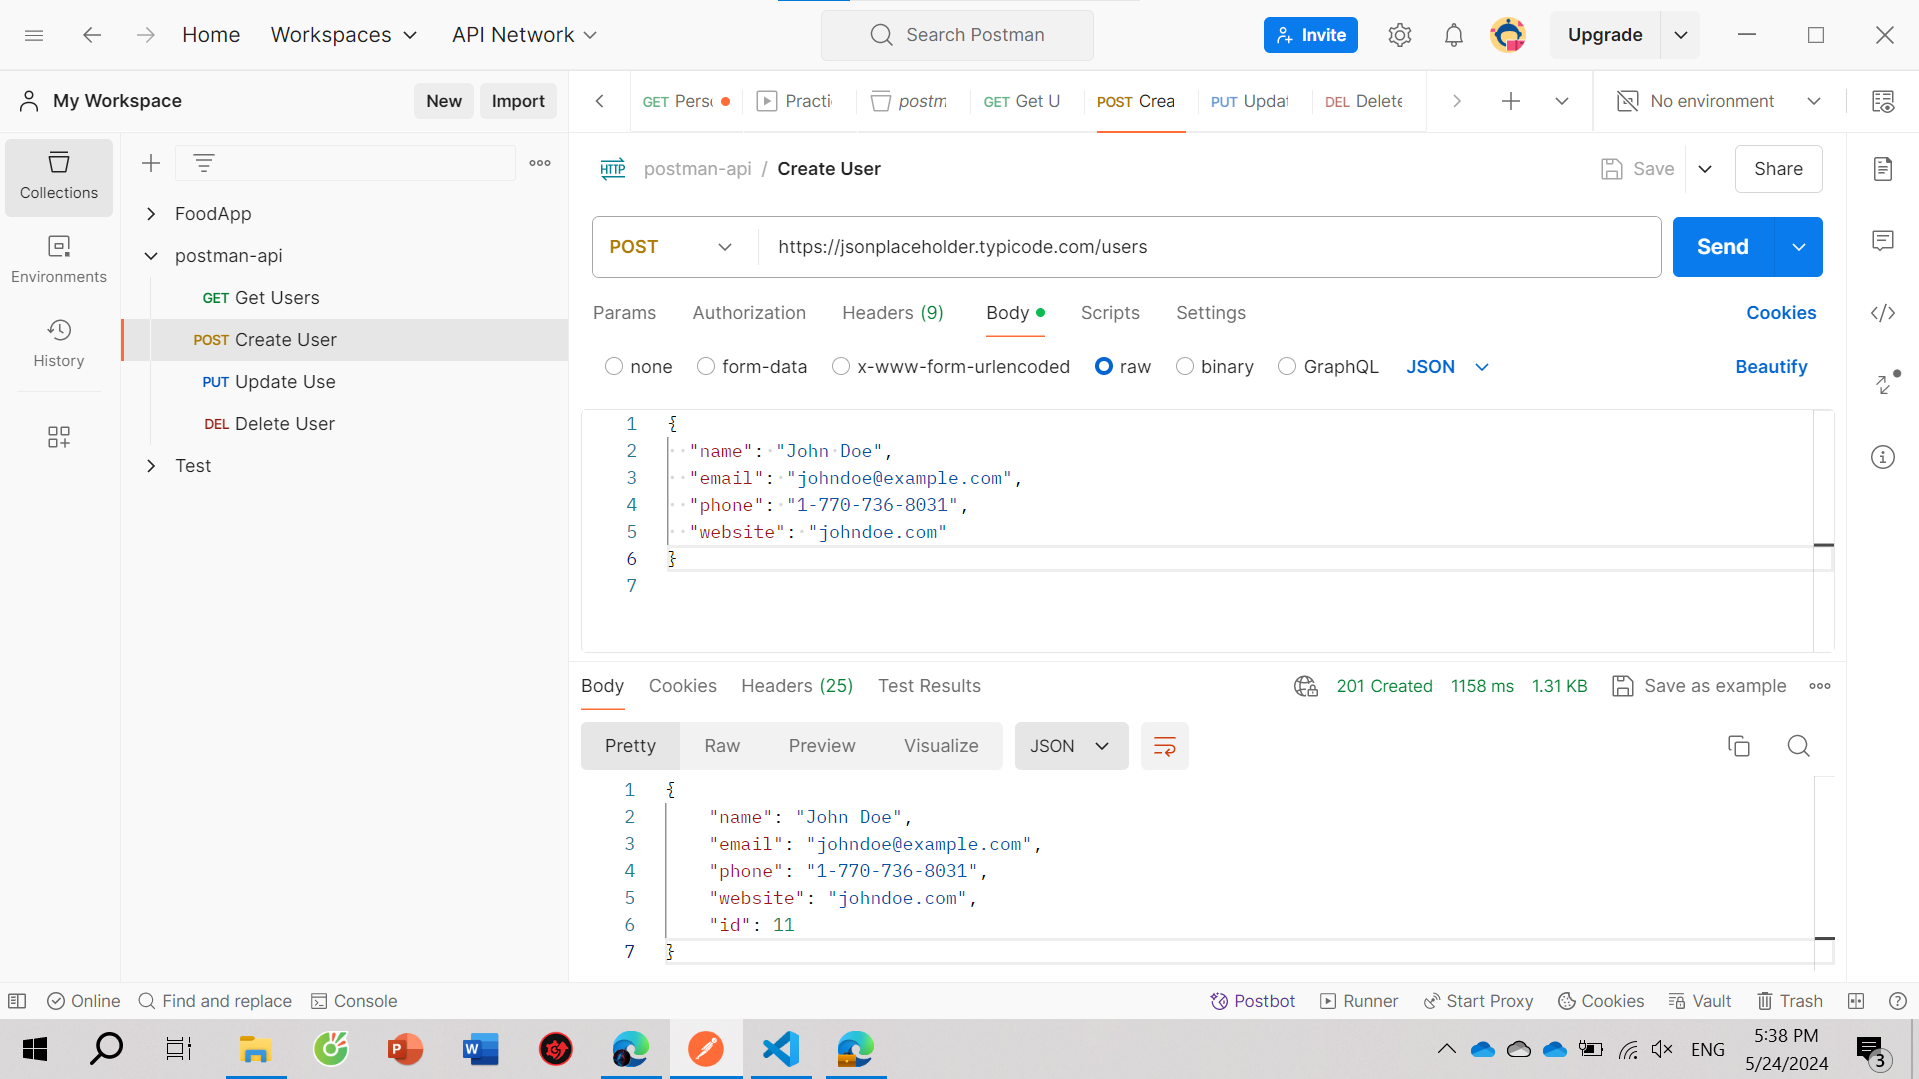 Home Workspaces API Network Search Postman Invite Upgrade
My Workspace New Import GET Pers Practi postm GET Get U POST Crea PUT Updat DEL Delete No environment
Collections
Environments
History
FoodApp
postman-api
GET Get Users
POST Create User
PUT Update Use
DEL Delete User
Test
HTTP postman-api / Create User Save Share
POST https://jsonplaceholder.typicode.com/users Send
Params Authorization Headers (9) Body Scripts Settings Cookies
none form-data x-www-form-urlencoded raw binary GraphQL JSON Beautify
1 {
2 "name": "John Doe",
3 "email": "johndoe@example.com",
4 "phone": "1-770-736-8031",
5 "website": "johndoe.com"
6 }
7
Body Cookies Headers (25) Test Results 201 Created 1158 ms 1.31 KB Save as example
Pretty Raw Preview Visualize JSON
1 {
2 "name": "John Doe",
3 "email": "johndoe@example.com",
4 "phone": "1-770-736-8031",
5 "website": "johndoe.com",
6 "id": 11
7 }
Online Find and replace Console Postbot Runner Start Proxy Cookies Vault Trash
ENG 5:38 PM
5/24/2024 3